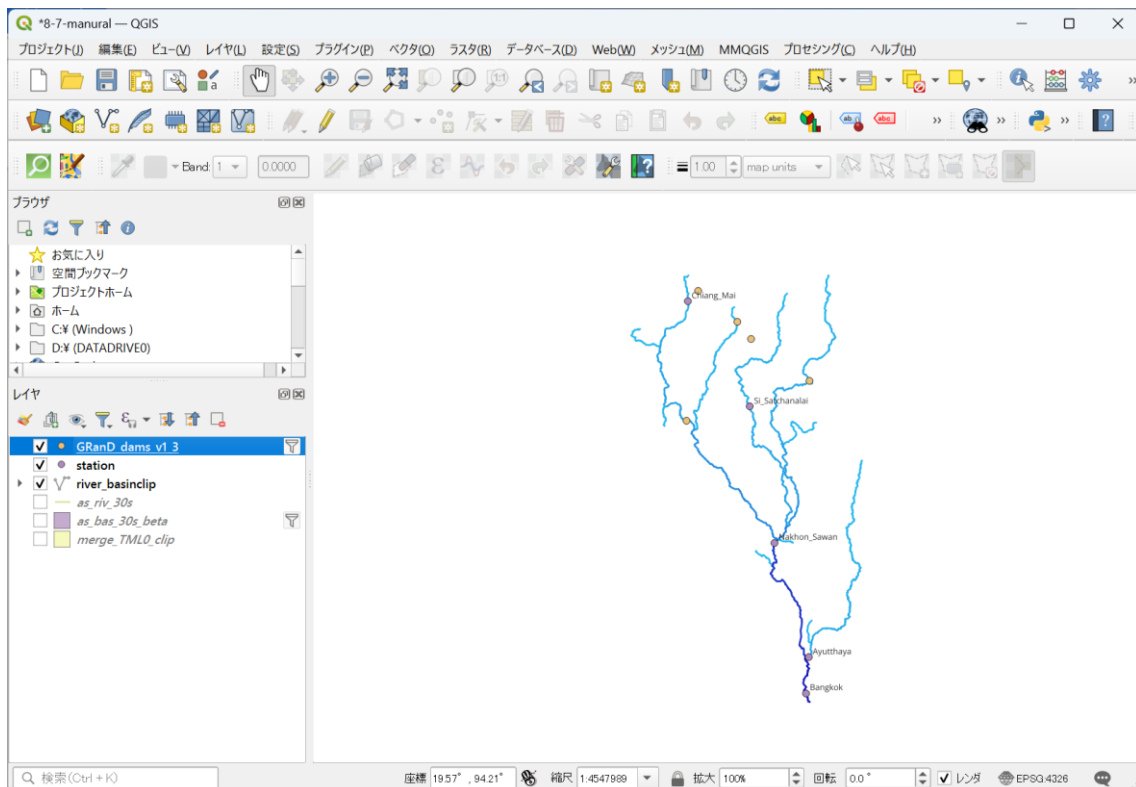 *8-7-manural — QGIS
プロジェクト(J) 編集(E) ビュー(V) レイヤ(L) 設定(S) プラグイン(P) ベクタ(O) ラスタ(R) データベース(D) Web(W) メッシュ(M) MMQGIS プロセシング(C) ヘルプ(H)
abc abc
Band: 1 0.0000 1.00 map units
ブラウザ
お気に入り
空間ブックマーク
プロジェクトホーム
ホーム
C:¥ (Windows )
D:¥ (DATADRIVE0)
レイヤ
GRanD_dams_v1_3
station
river_basinclip
as_riv_30s
as_bas_30s_beta
merge_TML0_clip
Chiang_Mai
Si_Satchanalai
Nakhon_Sawan
Ayutthaya
Bangkok
検索(Ctrl + K) 座標 19.57° , 94.21° 縮尺 1:4547989 拡大 100% 回転 0.0 ° レンダ EPSG:4326